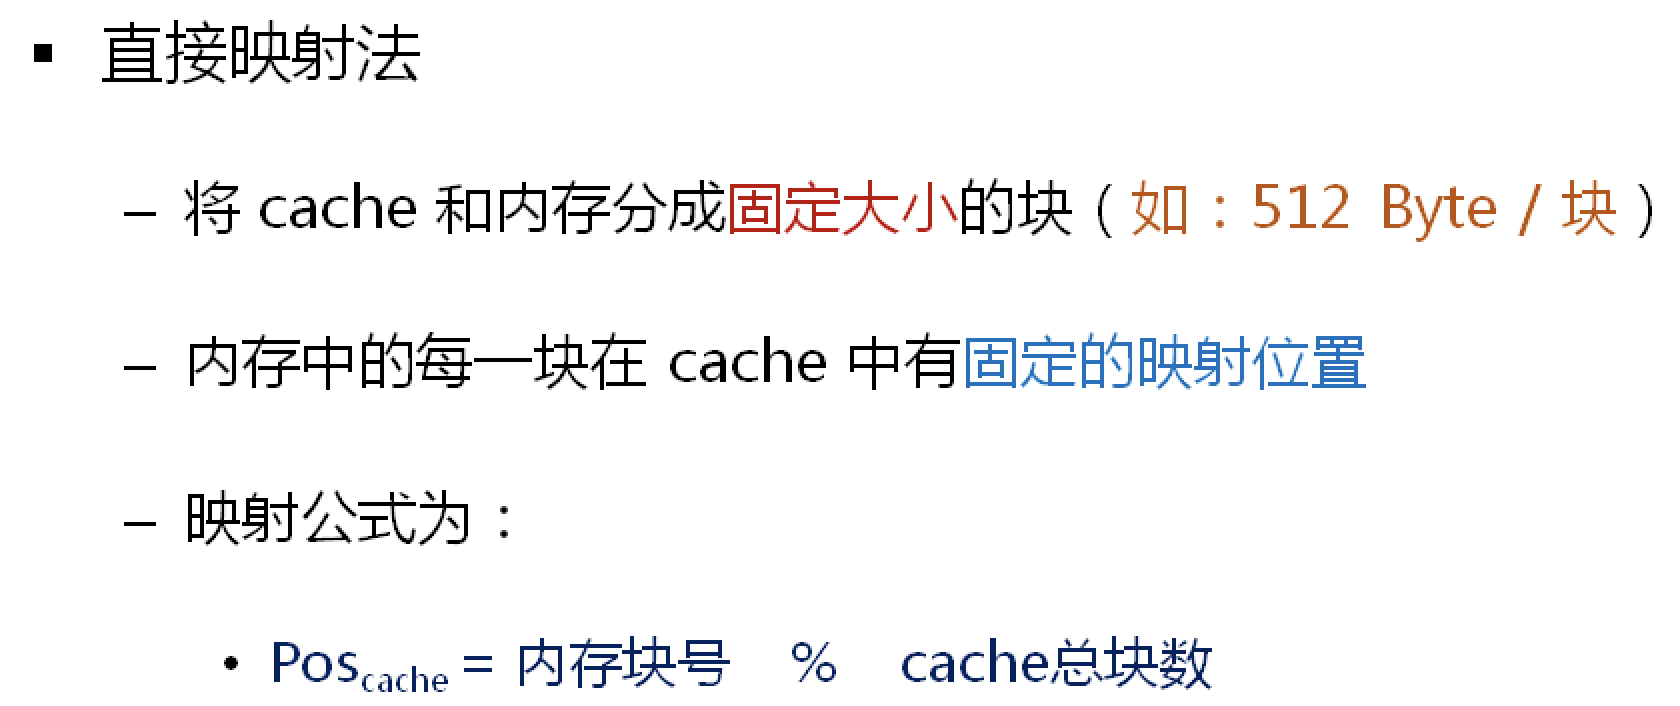 ▪ 直接映射法
– 将 cache 和内存分成固定大小的块（如：512 Byte / 块）
– 内存中的每一块在 cache 中有固定的映射位置
– 映射公式为：
• Poscache = 内存块号 % cache总块数